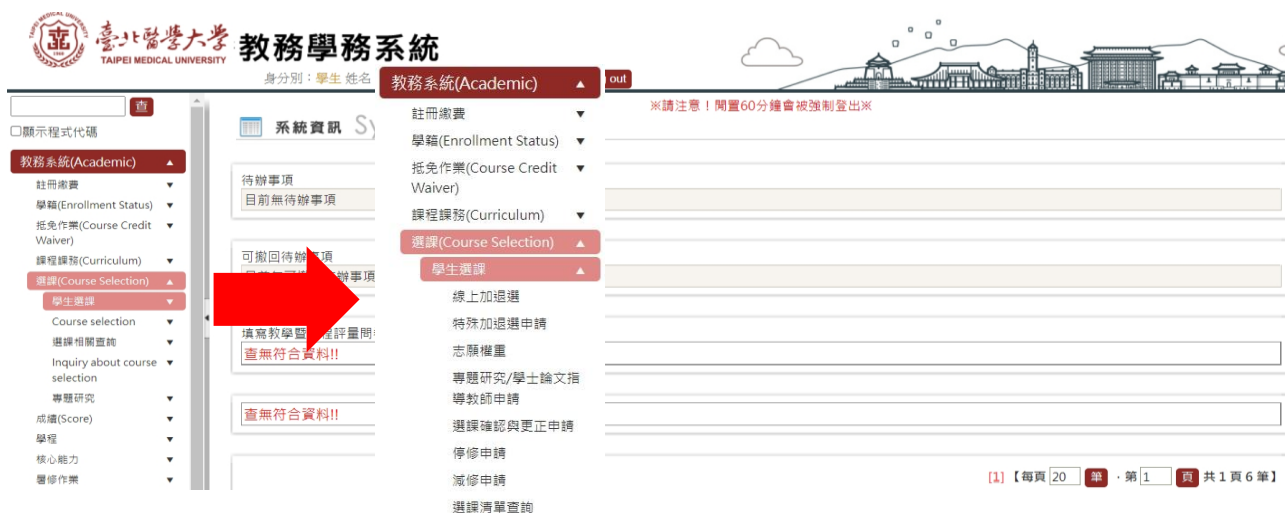 臺北醫學大學
TAIPEI MEDICAL UNIVERSITY
教務學務系統
身分別：學生 姓名
out
※請注意！閒置60分鐘會被強制登出※
查
□顯示程式代碼
教務系統(Academic) ▲
註冊繳費 ▼
學籍(Enrollment Status) ▼
抵免作業(Course Credit Waiver) ▼
課程課務(Curriculum) ▼
選課(Course Selection) ▲
學生選課 ▼
Course selection ▼
選課相關查詢 ▼
Inquiry about course
selection ▼
專題研究 ▼
成績(Score) ▼
學程 ▼
核心能力 ▼
暑修作業 ▼
系統資訊 Sy
待辦事項
目前無待辦事項
可撤回待辦事項
辦事項
填寫教學暨 程評量問
查無符合資料!!
查無符合資料!!
教務系統(Academic) ▲
註冊繳費 ▼
學籍(Enrollment Status) ▼
抵免作業(Course Credit ▼
Waiver)
課程課務(Curriculum) ▼
選課(Course Selection) ▲
學生選課 ▲
線上加退選
特殊加退選申請
志願權重
專題研究/學士論文指
導教師申請
選課確認與更正申請
停修申請
減修申請
選課清單查詢
[1]【每頁 20 筆 · 第 1 頁 共 1 頁 6 筆】